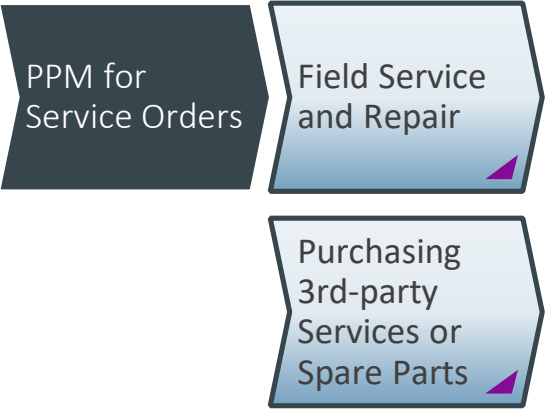 PPM for
Service Orders
Field Service
and Repair
Purchasing
3rd-party
Services or
Spare Parts